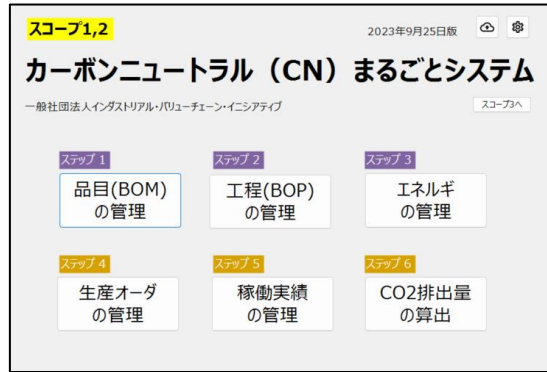 スコープ1,2
2023年9月25日版
カーボンニュートラル（CN）まるごとシステム
一般社団法人インダストリアル・バリューチェーン・イニシアティブ
スコープ3へ
ステップ 1
品目(BOM)
の管理
ステップ 2
工程(BOP)
の管理
ステップ 3
エネルギ
の管理
ステップ 4
生産オーダ
の管理
ステップ 5
稼働実績
の管理
ステップ 6
CO2排出量
の算出